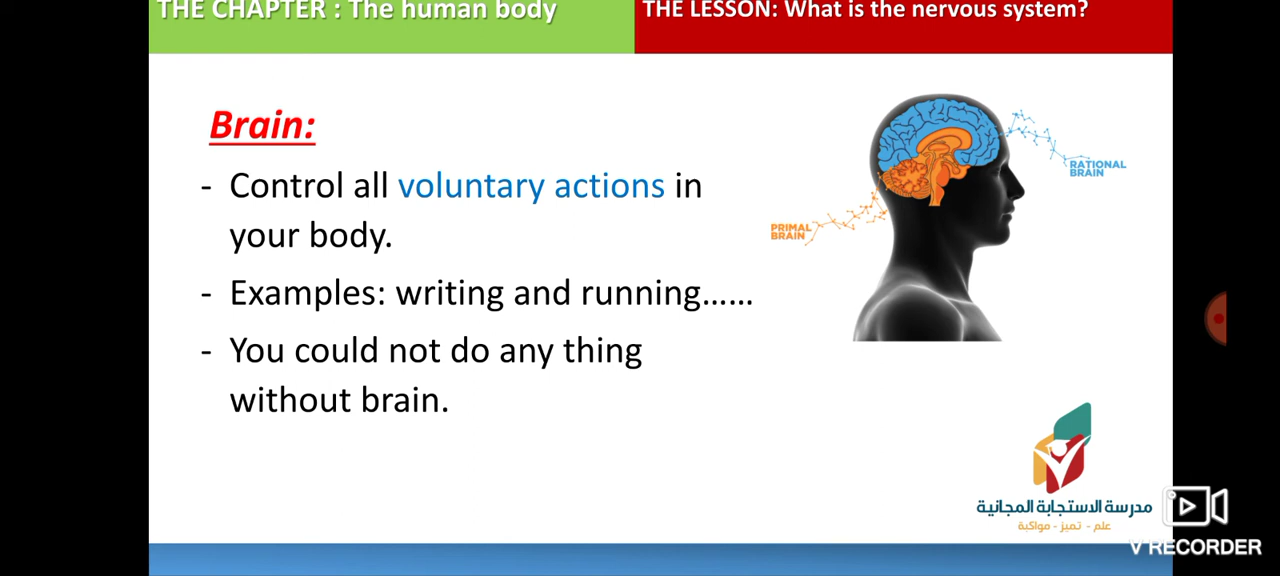 THE CHAPTER : The human body
THE LESSON: What is the nervous system?
Brain:
- Control all voluntary actions in
your body.
- Examples: writing and running......
- You could not do any thing
without brain.
RATIONAL
BRAIN
PRIMAL
BRAIN
مدرسة الاستجابة المجانية
علم - تميز - مواكبة
V RECORDER